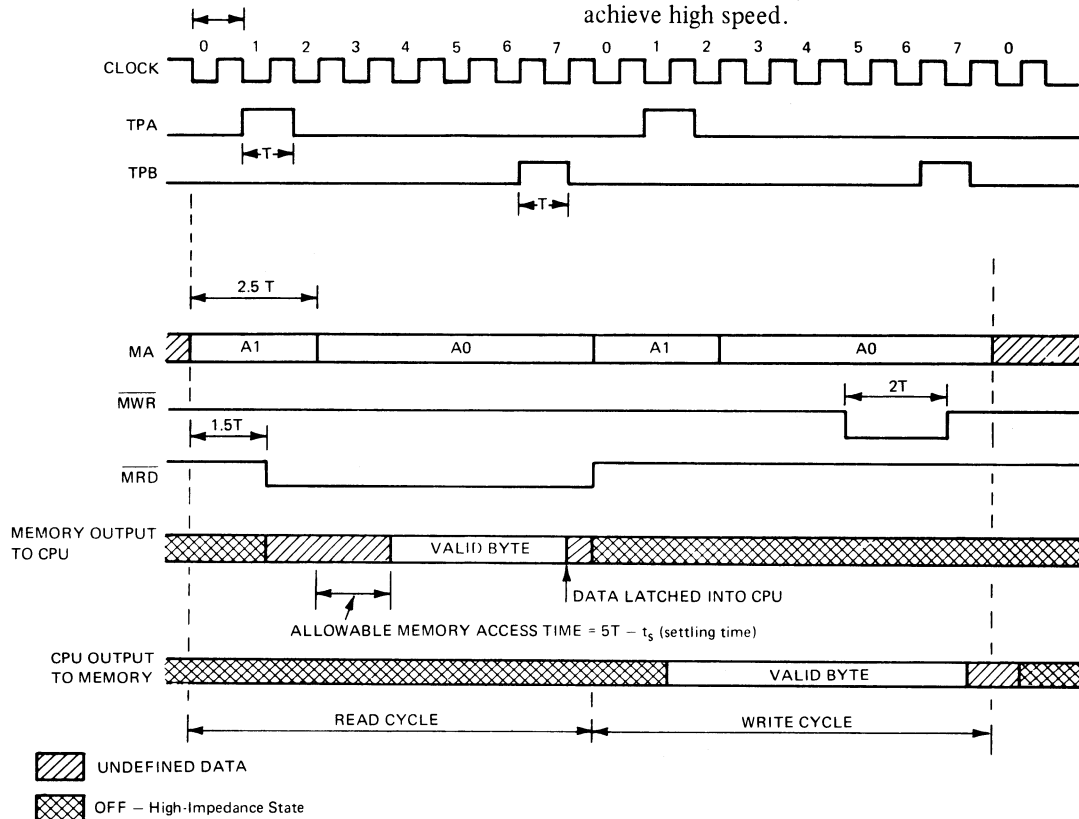 achieve high speed.
0 1 2 3 4 5 6 7 0 1 2 3 4 5 6 7 0
CLOCK
TPA
T
TPB
T
2.5 T
MA A1 A0 A1 A0
MWR
2T
1.5T
MRD
MEMORY OUTPUT
TO CPU
VALID BYTE
DATA LATCHED INTO CPU
ALLOWABLE MEMORY ACCESS TIME = 5T – ts (settling time)
CPU OUTPUT
TO MEMORY
VALID BYTE
READ CYCLE WRITE CYCLE
UNDEFINED DATA
OFF – High-Impedance State